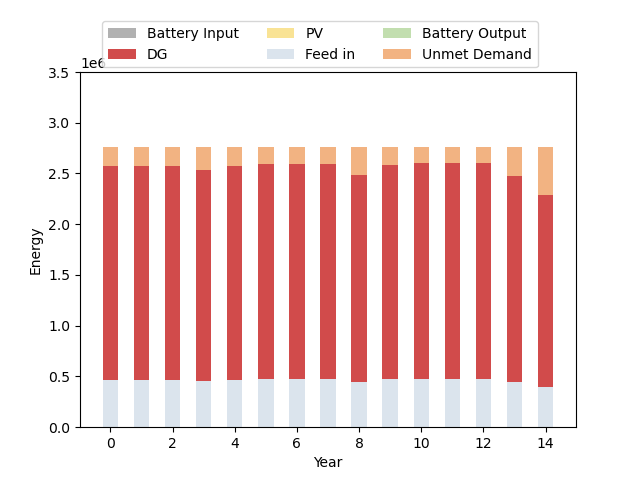 Battery Input PV Battery Output
DG Feed in Unmet Demand
1e6
3.5
3.0
2.5
2.0
1.5
1.0
0.5
0.0
Energy
0 2 4 6 8 10 12 14
Year